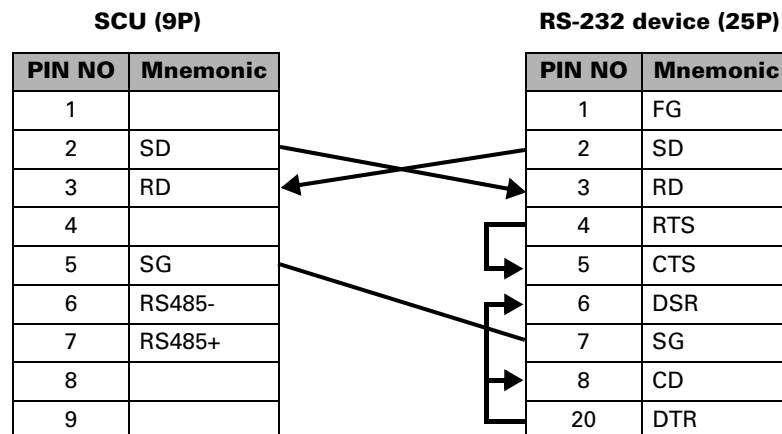 SCU (9P) RS-232 device (25P)
PIN NO Mnemonic PIN NO Mnemonic
1 1 FG
2 SD 2 SD
3 RD 3 RD
4 4 RTS
5 SG 5 CTS
6 RS485- 6 DSR
7 RS485+ 7 SG
8 8 CD
9 20 DTR